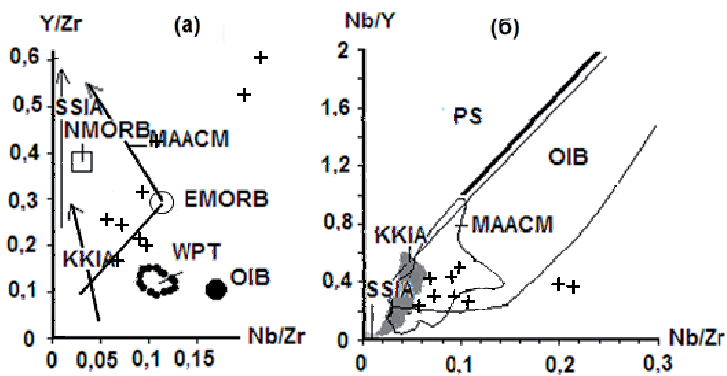 Y/Zr
(а)
0,6
0,5
SSIA
NMORB
MAACM
0,4
0,3
EMORB
0,2
KKIA
WPT
OIB
0,1
0
Nb/Zr
0
0,05
0,1
0,15
Nb/Y
(б)
2
1,6
PS
OIB
1,2
0,8
MAACM
KKIA
0,4
SSIA
0
Nb/Zr
0
0,1
0,2
0,3